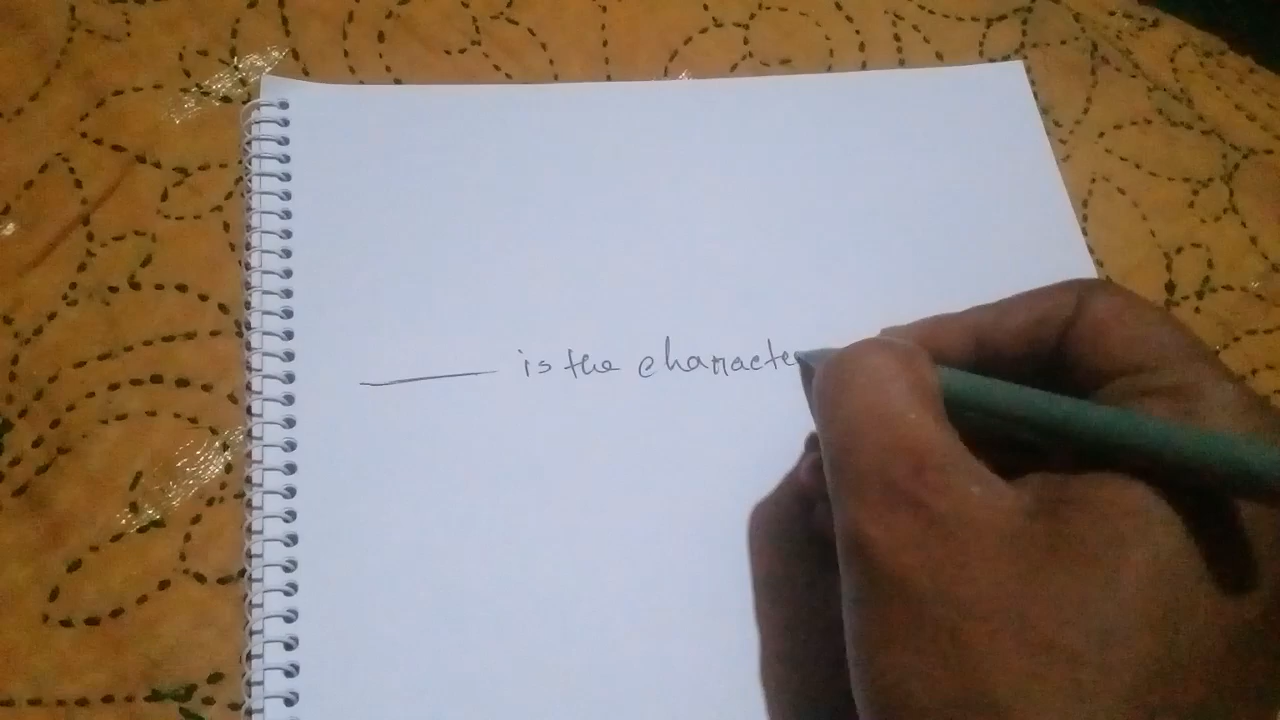 ______ is the characte